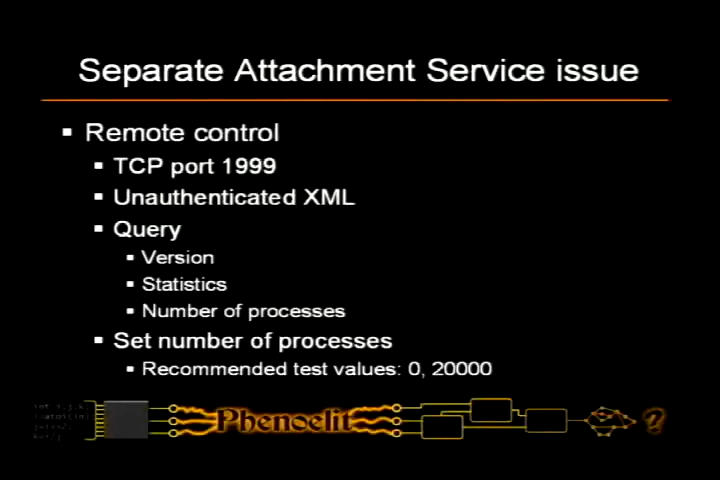 Separate Attachment Service issue
▪ Remote control
▪ TCP port 1999
▪ Unauthenticated XML
▪ Query
▪ Version
▪ Statistics
▪ Number of processes
▪ Set number of processes
▪ Recommended test values: 0, 20000
Phenoelit
?